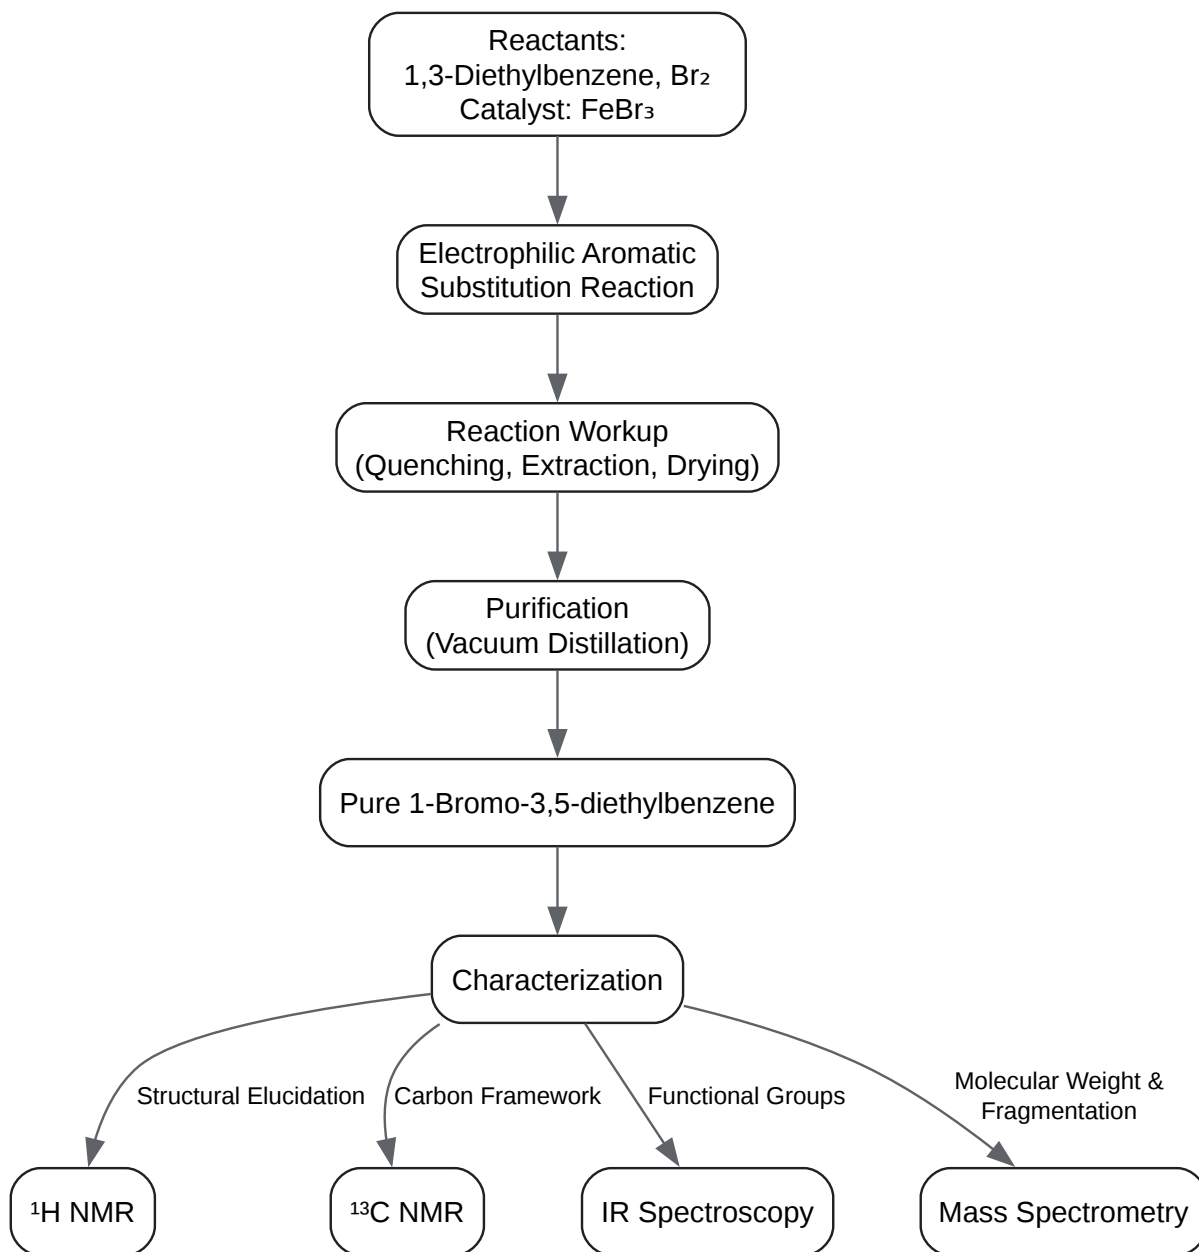 Reactants:
1,3-Diethylbenzene, Br₂
Catalyst: FeBr₃
Electrophilic Aromatic
Substitution Reaction
Reaction Workup
(Quenching, Extraction, Drying)
Purification
(Vacuum Distillation)
Pure 1-Bromo-3,5-diethylbenzene
Characterization
Structural Elucidation
Carbon Framework
Functional Groups
Molecular Weight &
Fragmentation
¹H NMR
¹³C NMR
IR Spectroscopy
Mass Spectrometry